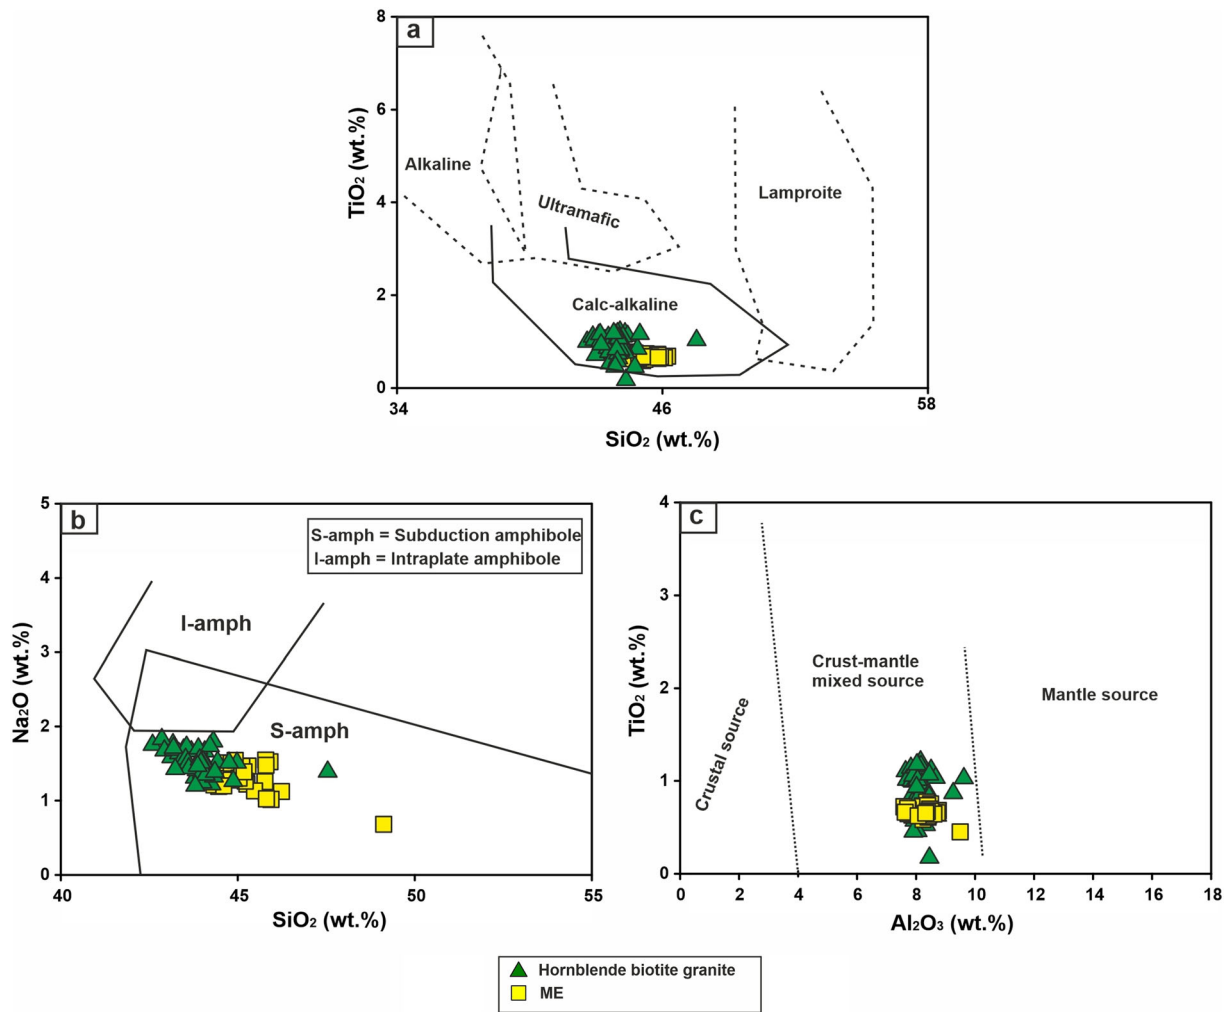 a
8
6
4
2
0
TiO₂ (wt.%)
Alkaline
Ultramafic
Lamproite
Calc-alkaline
34
46
58
SiO₂ (wt.%)
b
5
4
3
2
1
0
Na₂O (wt.%)
S-amph = Subduction amphibole
I-amph = Intraplate amphibole
I-amph
S-amph
40
45
50
55
SiO₂ (wt.%)
c
4
3
2
1
0
TiO₂ (wt.%)
Crustal source
Crust-mantle
mixed source
Mantle source
0
2
4
6
8
10
12
14
16
18
Al₂O₃ (wt.%)
Hornblende biotite granite
ME